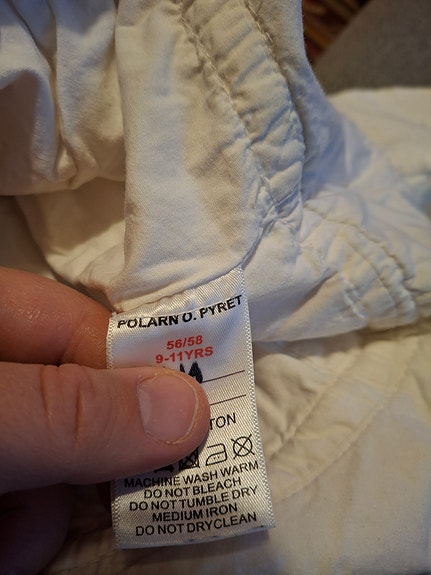 POLARN O. PYRET
56/58
9-11YRS
TON
MACHINE WASH WARM
DO NOT BLEACH
DO NOT TUMBLE DRY
MEDIUM IRON
DO NOT DRYCLEAN